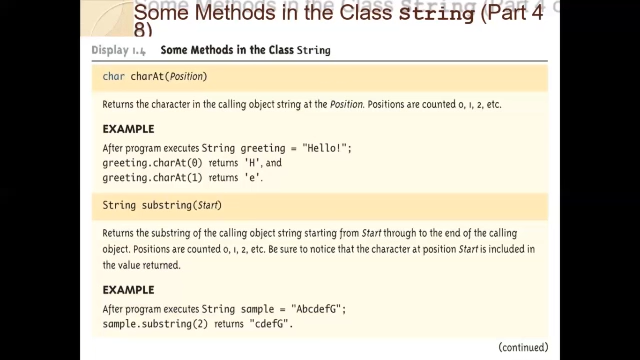 Some Methods in the Class String (Part 4
8)
Display 1.4 Some Methods in the Class String
char charAt(Position)
Returns the character in the calling object string at the Position. Positions are counted 0, 1, 2, etc.
EXAMPLE
After program executes String greeting = "Hello!";
greeting.charAt(0) returns 'H', and
greeting.charAt(1) returns 'e'.
String substring(Start)
Returns the substring of the calling object string starting from Start through to the end of the calling
object. Positions are counted 0, 1, 2, etc. Be sure to notice that the character at position Start is included in
the value returned.
EXAMPLE
After program executes String sample = "AbcdefG";
sample.substring(2) returns "cdefG".
(continued)